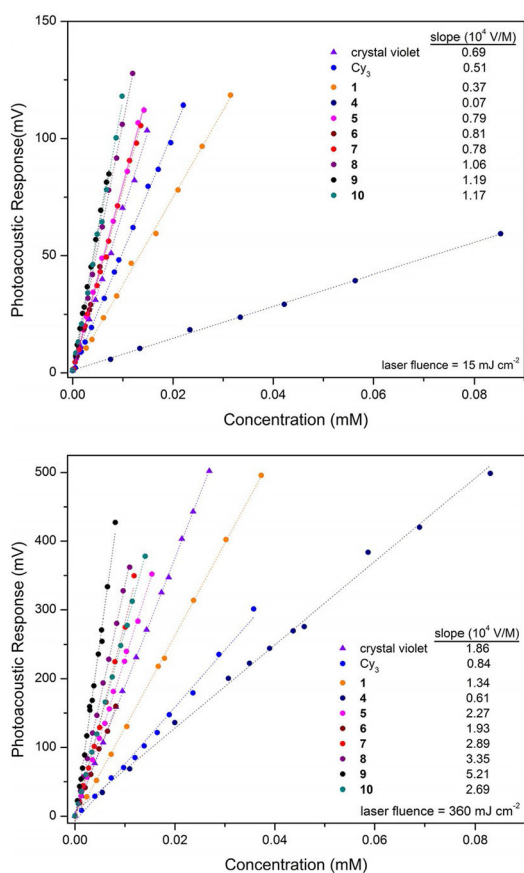 150
100
50
0
Photoacoustic Response(mV)
slope (10⁴ V/M)
crystal violet 0.69
Cy₃ 0.51
1 0.37
4 0.07
5 0.79
6 0.81
7 0.78
8 1.06
9 1.19
10 1.17
laser fluence = 15 mJ cm⁻²
0.00 0.02 0.04 0.06 0.08
Concentration (mM)
500
400
300
200
100
0
Photoacoustic Response (mV)
slope (10⁴ V/M)
crystal violet 1.86
Cy₃ 0.84
1 1.34
4 0.61
5 2.27
6 1.93
7 2.89
8 3.35
9 5.21
10 2.69
laser fluence = 360 mJ cm⁻²
0.00 0.02 0.04 0.06 0.08
Concentration (mM)